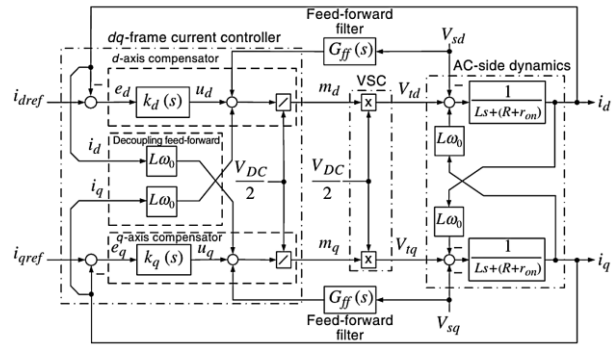 Feed-forward
filter
V_sd
dq-frame current controller
G_ff(s)
d-axis compensator
VSC
AC-side dynamics
i_dref
e_d
k_d(s)
u_d
m_d
x
V_td
1
Ls+(R+r_on)
i_d
Decoupling feed-forward
i_d
Lω_0
i_q
Lω_0
V_DC
2
V_DC
2
Lω_0
Lω_0
q-axis compensator
i_qref
e_q
k_q(s)
u_q
m_q
x
V_tq
1
Ls+(R+r_on)
i_q
G_ff(s)
Feed-forward
filter
V_sq